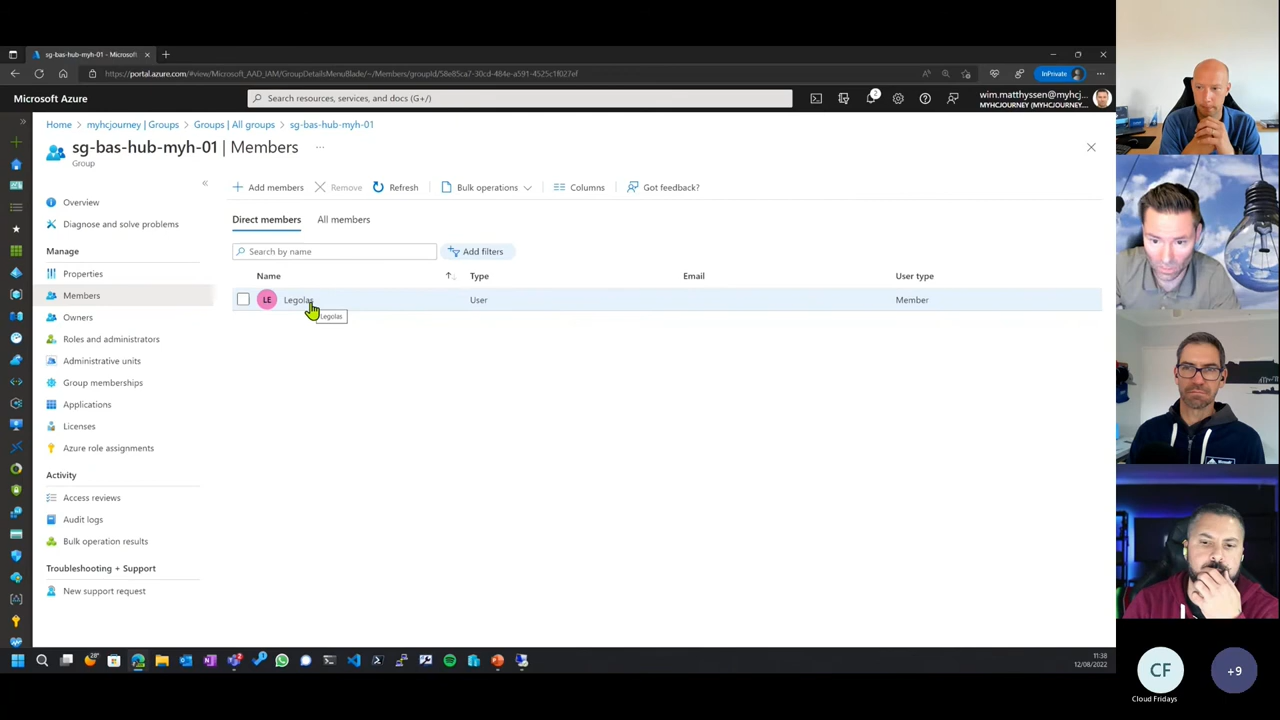 sg-bas-hub-myh-01 - Microsoft
https://portal.azure.com/#view/Microsoft_AAD_IAM/GroupDetailsMenuBlade/~/Members/groupId/58e85ca7-30cd-484e-a591-4525c1f027ef
InPrivate
Microsoft Azure
Search resources, services, and docs (G+/)
2
wim.matthyssen@myhcj...
MYHCJOURNEY (MYHCJOURNEY....
Home
myhcjourney | Groups
Groups | All groups
sg-bas-hub-myh-01
sg-bas-hub-myh-01 | Members
Group
Add members
Remove
Refresh
Bulk operations
Columns
Got feedback?
Overview
Diagnose and solve problems
Manage
Properties
Members
Owners
Roles and administrators
Administrative units
Group memberships
Applications
Licenses
Azure role assignments
Activity
Access reviews
Audit logs
Bulk operation results
Troubleshooting + Support
New support request
Direct members
All members
Search by name
Add filters
Name
Type
Email
User type
LE
Legolas
User
Member
Legolas
28°
11:38
12/08/2022
CF
Cloud Fridays
+9